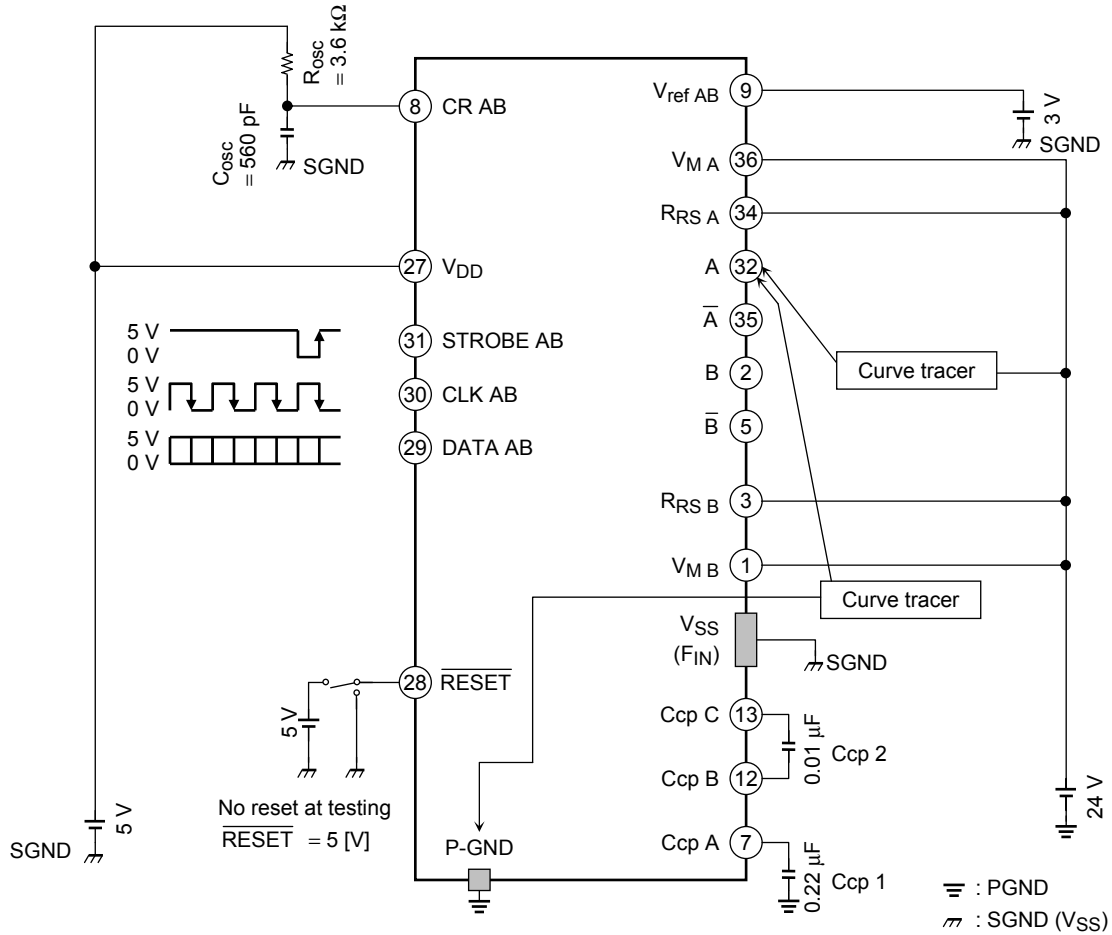 Rosc
= 3.6 kΩ
Cosc
= 560 pF
SGND
8 CR AB
27 VDD
5 V
0 V
31 STROBE AB
5 V
0 V
30 CLK AB
5 V
0 V
29 DATA AB
28 RESET
5 V
No reset at testing
RESET = 5 [V]
5 V
SGND
P-GND
Vref AB 9
3 V
SGND
VM A 36
RRS A 34
A 32
A 35
B 2
B 5
Curve tracer
RRS B 3
VM B 1
Curve tracer
VSS
(FIN)
SGND
Ccp C 13
0.01 μF
Ccp 2
Ccp B 12
Ccp A 7
0.22 μF
Ccp 1
24 V
: PGND
: SGND (VSS)